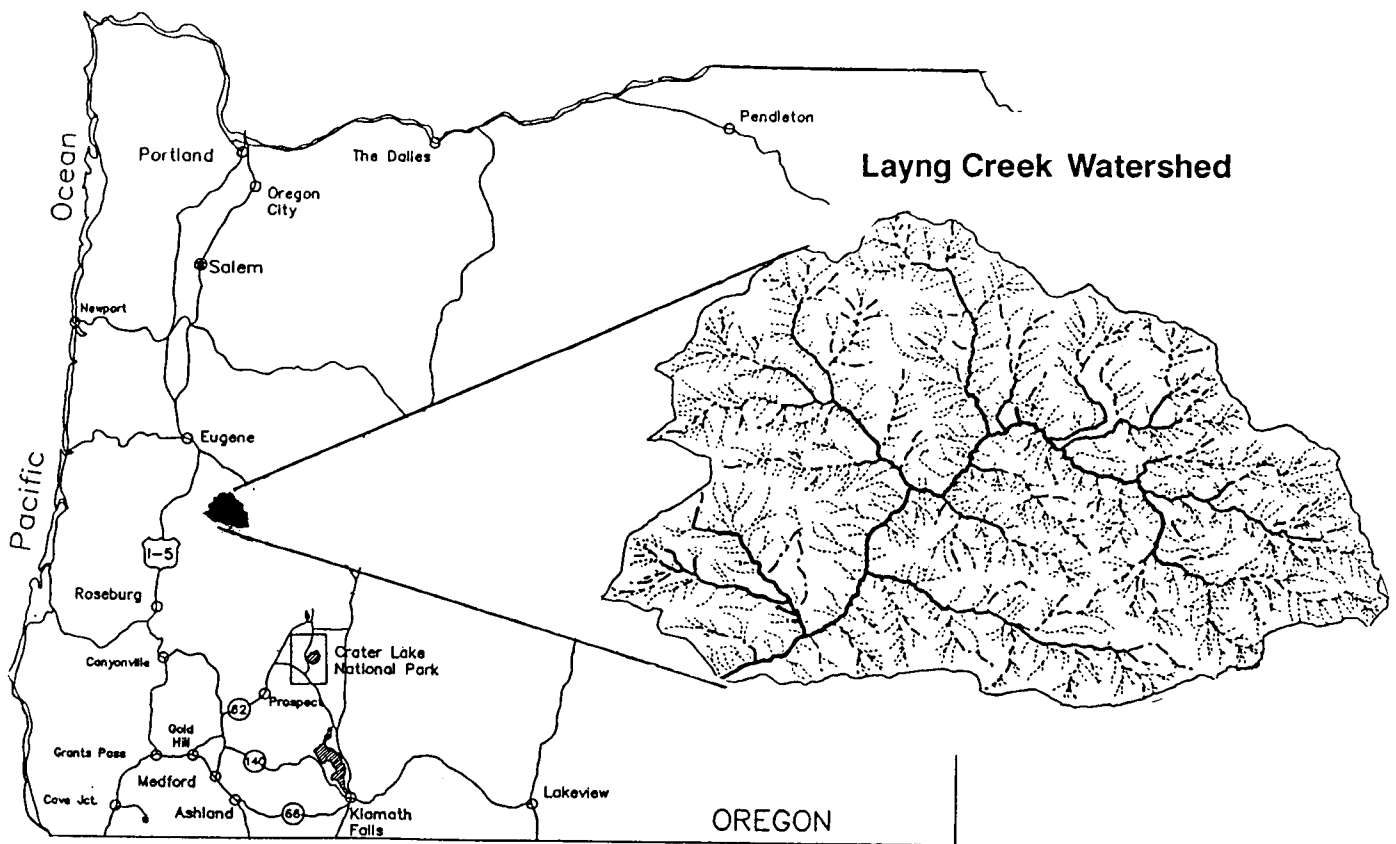 Pendleton
Portland
The Dalles
Layng Creek Watershed
Ocean
Oregon
City
Salem
Newport
Eugene
Pacific
I-5
Roseburg
Crater Lake
National Park
Canyonville
Prospect
62
Gold
Hill
Grants Pass
140
Medford
Cave Jct.
Ashland
66
Klamath
Falls
Lakeview
OREGON